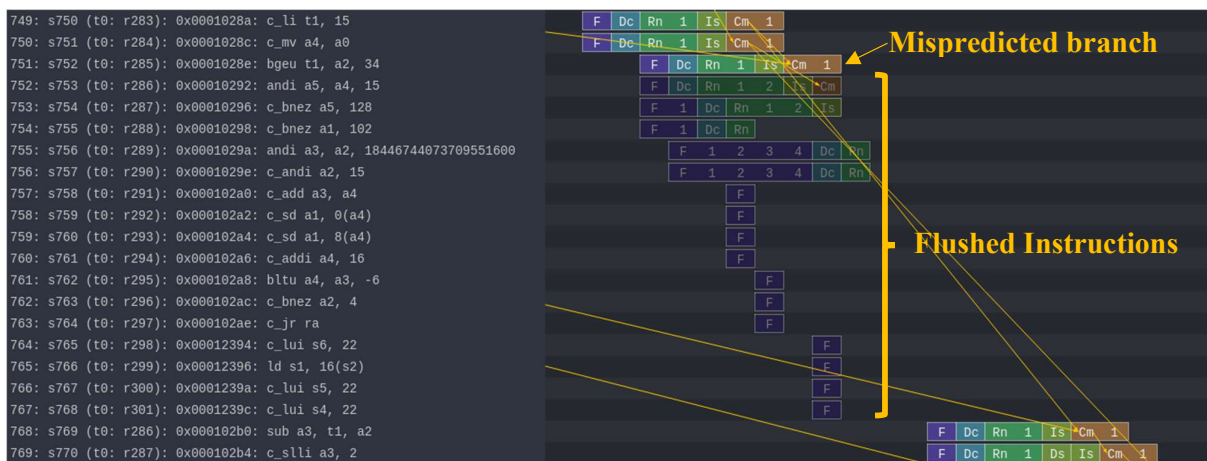 749: s750 (t0: r283): 0x0001028a: c_li t1, 15 F Dc Rn 1 Is Cm 1
750: s751 (t0: r284): 0x0001028c: c_mv a4, a0 F Dc Rn 1 Is Cm 1
Mispredicted branch
751: s752 (t0: r285): 0x0001028e: bgeu t1, a2, 34 F Dc Rn 1 Is Cm 1
752: s753 (t0: r286): 0x00010292: andi a5, a4, 15 F Dc Rn 1 2 Is Cm
753: s754 (t0: r287): 0x00010296: c_bnez a5, 128 F 1 Dc Rn 1 2 Is
754: s755 (t0: r288): 0x00010298: c_bnez a1, 102 F 1 Dc Rn
755: s756 (t0: r289): 0x0001029a: andi a3, a2, 18446744073709551600 F 1 2 3 4 Dc Rn
756: s757 (t0: r290): 0x0001029e: c_andi a2, 15 F 1 2 3 4 Dc Rn
757: s758 (t0: r291): 0x000102a0: c_add a3, a4 F
758: s759 (t0: r292): 0x000102a2: c_sd a1, 0(a4) F
759: s760 (t0: r293): 0x000102a4: c_sd a1, 8(a4) F
Flushed Instructions
760: s761 (t0: r294): 0x000102a6: c_addi a4, 16 F
761: s762 (t0: r295): 0x000102a8: bltu a4, a3, -6 F
762: s763 (t0: r296): 0x000102ac: c_bnez a2, 4 F
763: s764 (t0: r297): 0x000102ae: c_jr ra F
764: s765 (t0: r298): 0x00012394: c_lui s6, 22 F
765: s766 (t0: r299): 0x00012396: ld s1, 16(s2) F
766: s767 (t0: r300): 0x0001239a: c_lui s5, 22 F
767: s768 (t0: r301): 0x0001239c: c_lui s4, 22 F
768: s769 (t0: r286): 0x000102b0: sub a3, t1, a2 F Dc Rn 1 Is Cm 1
769: s770 (t0: r287): 0x000102b4: c_slli a3, 2 F Dc Rn 1 Ds Is Cm 1